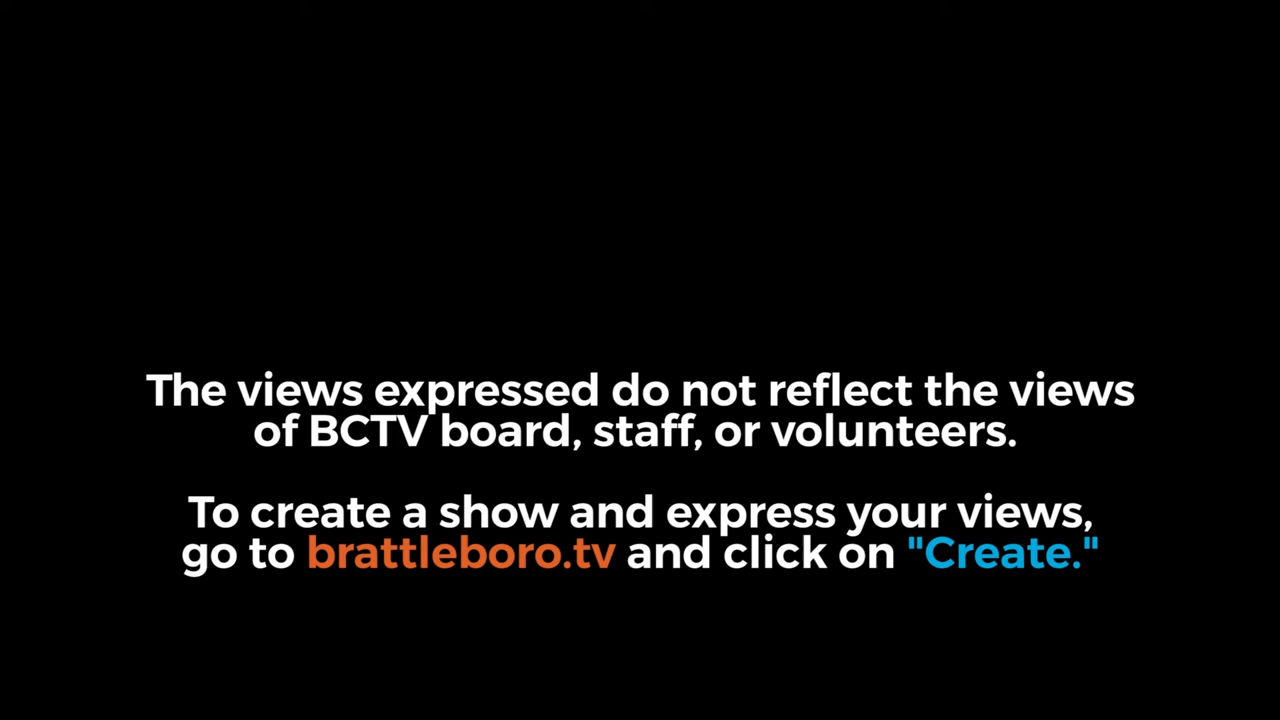 The views expressed do not reflect the views
of BCTV board, staff, or volunteers.
To create a show and express your views,
go to brattleboro.tv and click on "Create."